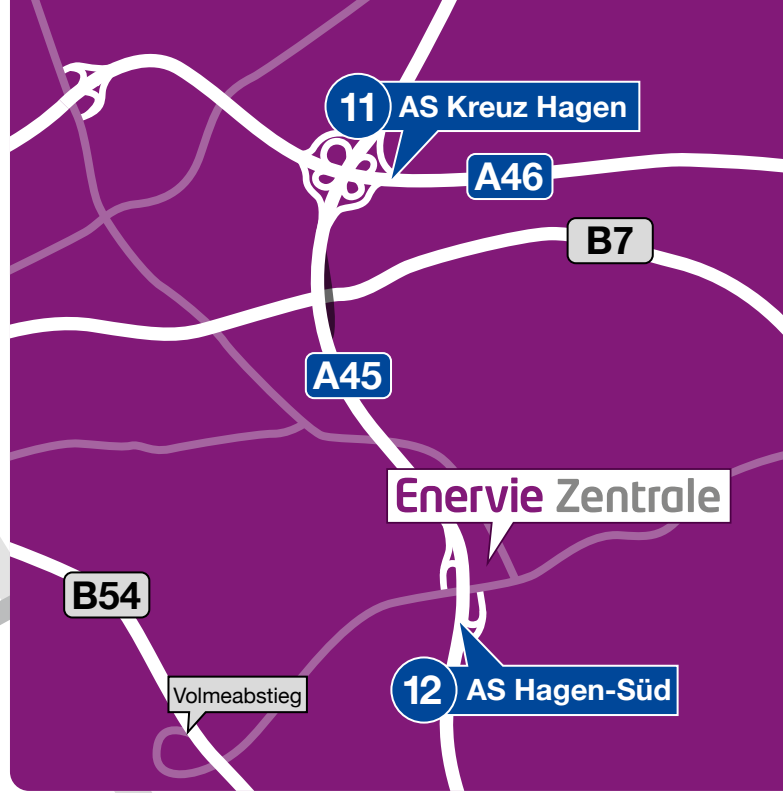 11 AS Kreuz Hagen
A46
B7
A45
Enervie Zentrale
B54
12 AS Hagen-Süd
Volmeabstieg